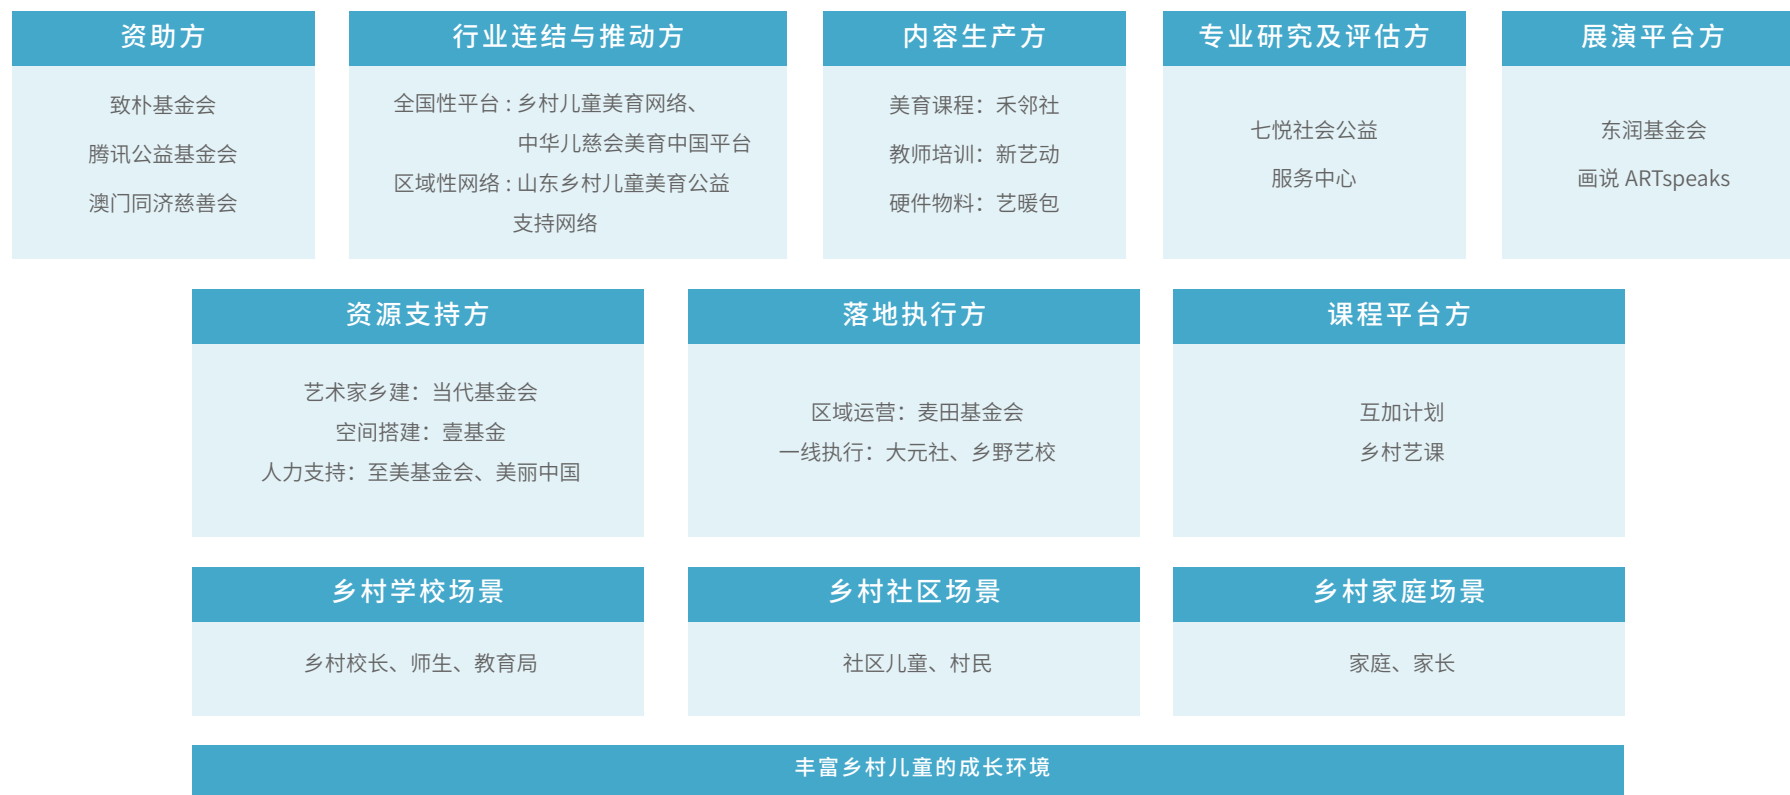 资助方
致朴基金会
腾讯公益基金会
澳门同济慈善会
行业连结与推动方
全国性平台 : 乡村儿童美育网络、
中华儿慈会美育中国平台
区域性网络 : 山东乡村儿童美育公益
支持网络
内容生产方
美育课程：禾邻社
教师培训：新艺动
硬件物料：艺暖包
专业研究及评估方
七悦社会公益
服务中心
展演平台方
东润基金会
画说 ARTspeaks
资源支持方
艺术家乡建：当代基金会
空间搭建：壹基金
人力支持：至美基金会、美丽中国
落地执行方
区域运营：麦田基金会
一线执行：大元社、乡野艺校
课程平台方
互加计划
乡村艺课
乡村学校场景
乡村校长、师生、教育局
乡村社区场景
社区儿童、村民
乡村家庭场景
家庭、家长
丰富乡村儿童的成长环境